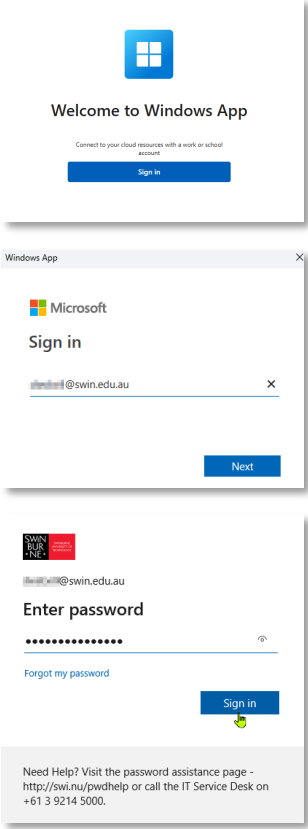 Welcome to Windows App
Connect to your cloud resources with a work or school
account
Sign in
Windows App
Microsoft
Sign in
@swin.edu.au
Next
SWIN
BUR
NE
@swin.edu.au
Enter password
Forgot my password
Sign in
Need Help? Visit the password assistance page -
http://swi.nu/pwdhelp or call the IT Service Desk on
+61 3 9214 5000.